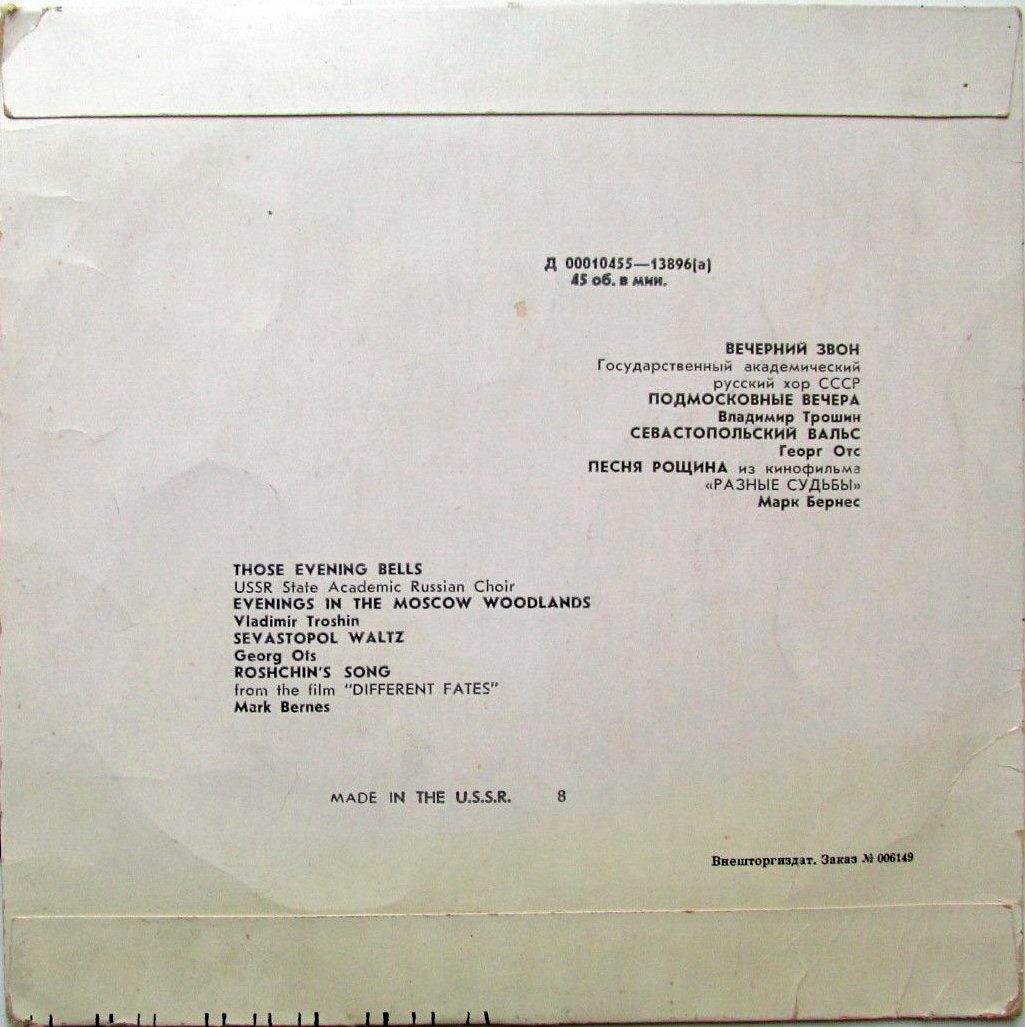 Д 00010455—13896(а)
45 об. в мин.
ВЕЧЕРНИЙ ЗВОН
Государственный академический
русский хор СССР
ПОДМОСКОВНЫЕ ВЕЧЕРА
Владимир Трошин
СЕВАСТОПОЛЬСКИЙ ВАЛЬС
Георг Отс
ПЕСНЯ РОЩИНА из кинофильма
«РАЗНЫЕ СУДЬБЫ»
Марк Бернес
THOSE EVENING BELLS
USSR State Academic Russian Choir
EVENINGS IN THE MOSCOW WOODLANDS
Vladimir Troshin
SEVASTOPOL WALTZ
Georg Ots
ROSHCHIN'S SONG
from the film "DIFFERENT FATES"
Mark Bernes
MADE IN THE U.S.S.R. 8
Внешторгиздат. Заказ № 006149